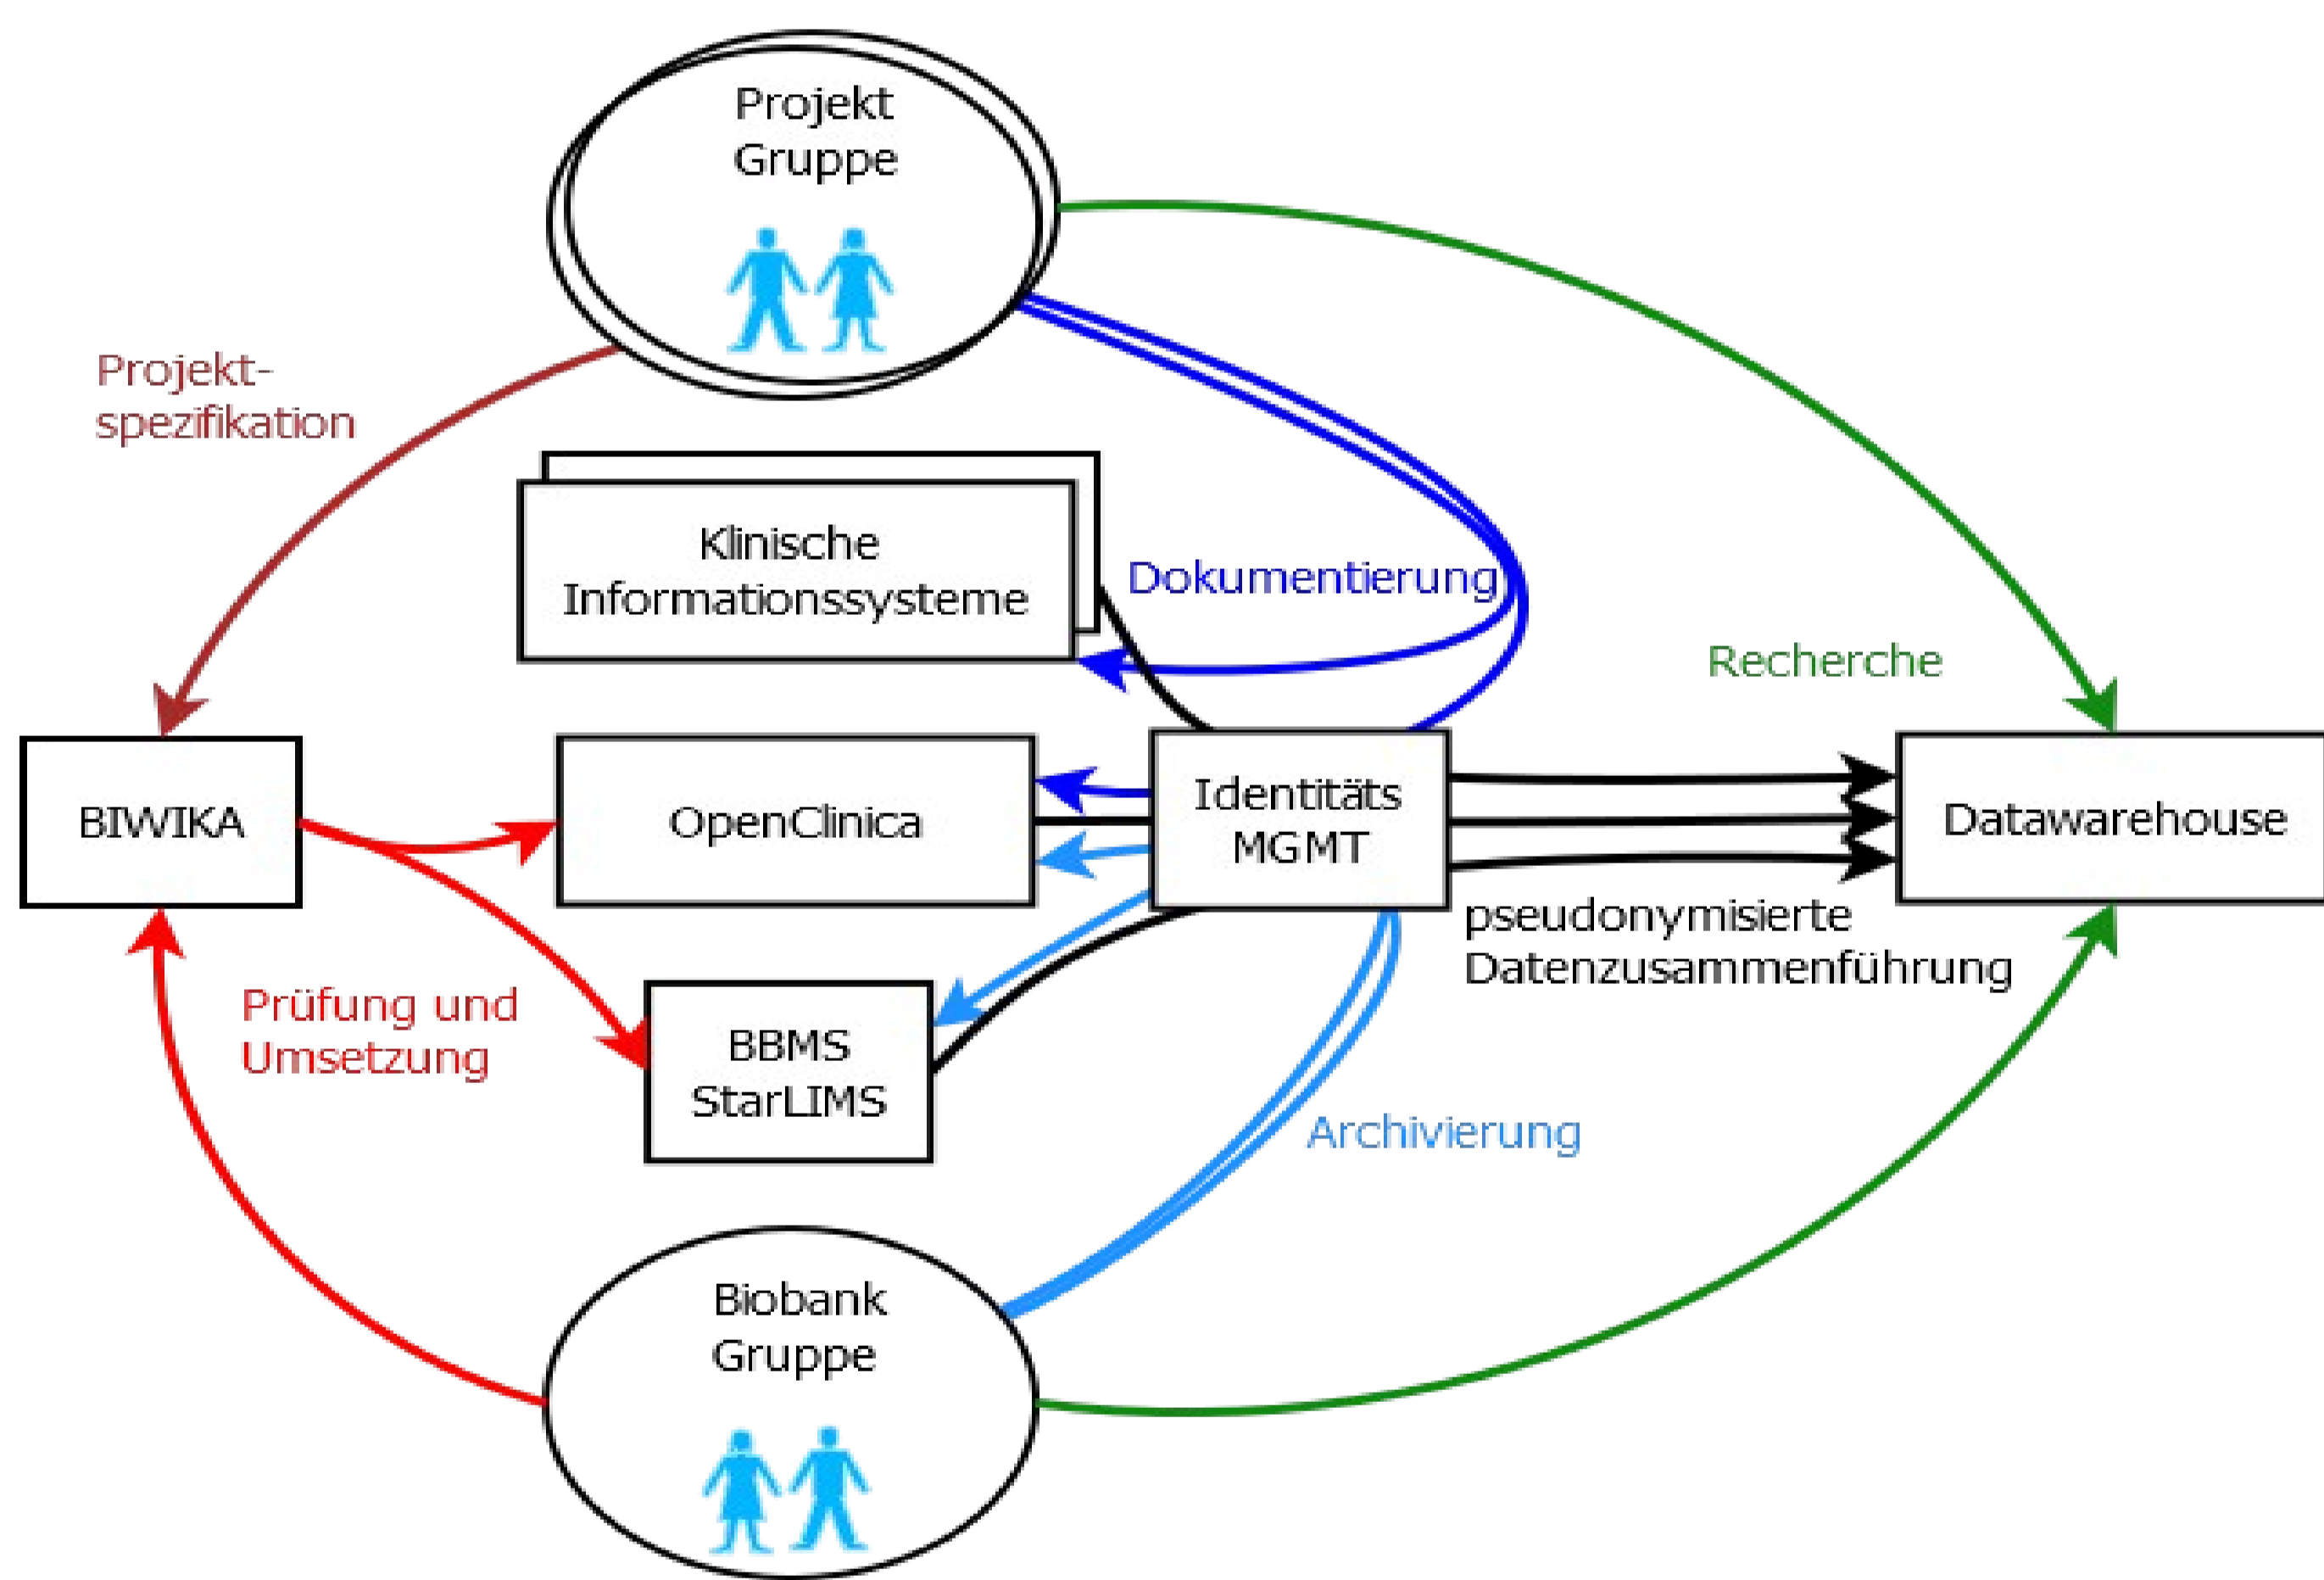 Projekt
Gruppe
Projekt-
spezifikation
Klinische
Informationssysteme
Dokumentierung
Recherche
BIWIKA
OpenClinica
Identitäts
MGMT
Datawarehouse
pseudonymisierte
Datenzusammenführung
Prüfung und
Umsetzung
BBMS
StarLIMS
Archivierung
Biobank
Gruppe